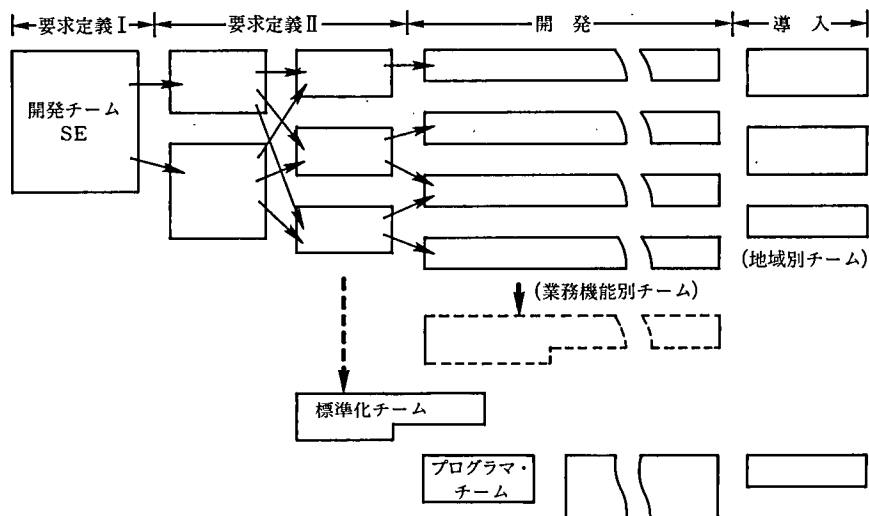 要求定義Ⅰ
要求定義Ⅱ
開発
導入
開発チーム
SE
(地域別チーム)
(業務機能別チーム)
標準化チーム
プログラマ・
チーム